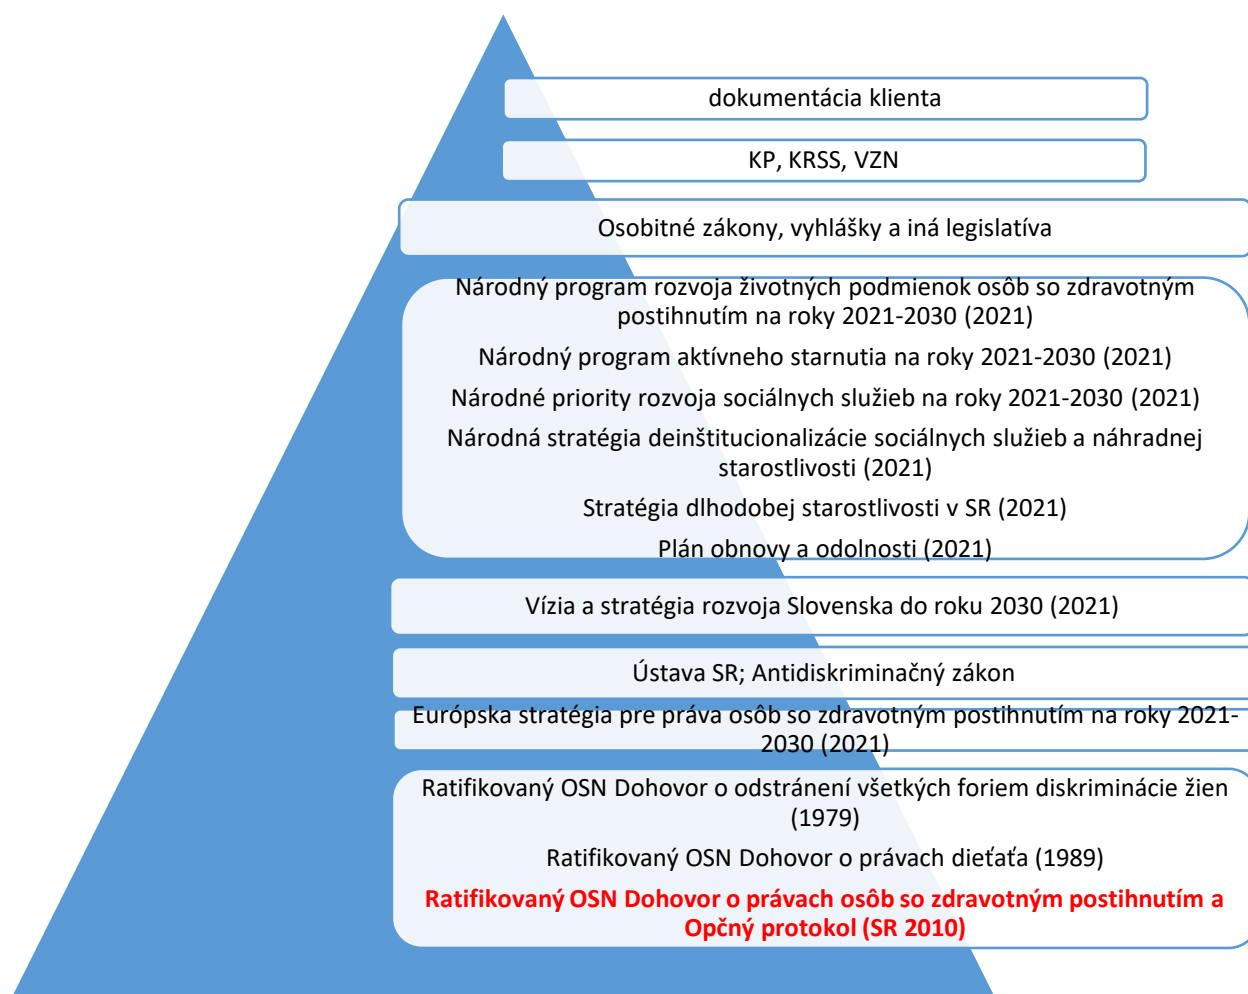 dokumentácia klienta
KP, KRSS, VZN
Osobitné zákony, vyhlášky a iná legislatíva
Národný program rozvoja životných podmienok osôb so zdravotným
postihnutím na roky 2021-2030 (2021)
Národný program aktívneho starnutia na roky 2021-2030 (2021)
Národné priority rozvoja sociálnych služieb na roky 2021-2030 (2021)
Národná stratégia deinštitucionalizácie sociálnych služieb a náhradnej
starostlivosti (2021)
Stratégia dlhodobej starostlivosti v SR (2021)
Plán obnovy a odolnosti (2021)
Vízia a stratégia rozvoja Slovenska do roku 2030 (2021)
Ústava SR; Antidiskriminačný zákon
Európska stratégia pre práva osôb so zdravotným postihnutím na roky 2021-
2030 (2021)
Ratifikovaný OSN Dohovor o odstránení všetkých foriem diskriminácie žien
(1979)
Ratifikovaný OSN Dohovor o právach dieťaťa (1989)
Ratifikovaný OSN Dohovor o právach osôb so zdravotným postihnutím a
Opčný protokol (SR 2010)